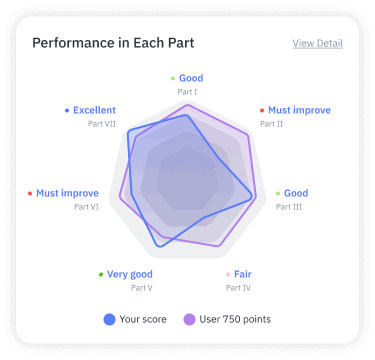 Performance in Each Part
View Detail
Good
Part I
Excellent
Part VII
Must improve
Part II
Must improve
Part VI
Good
Part III
Very good
Part V
Fair
Part IV
Your score
User 750 points